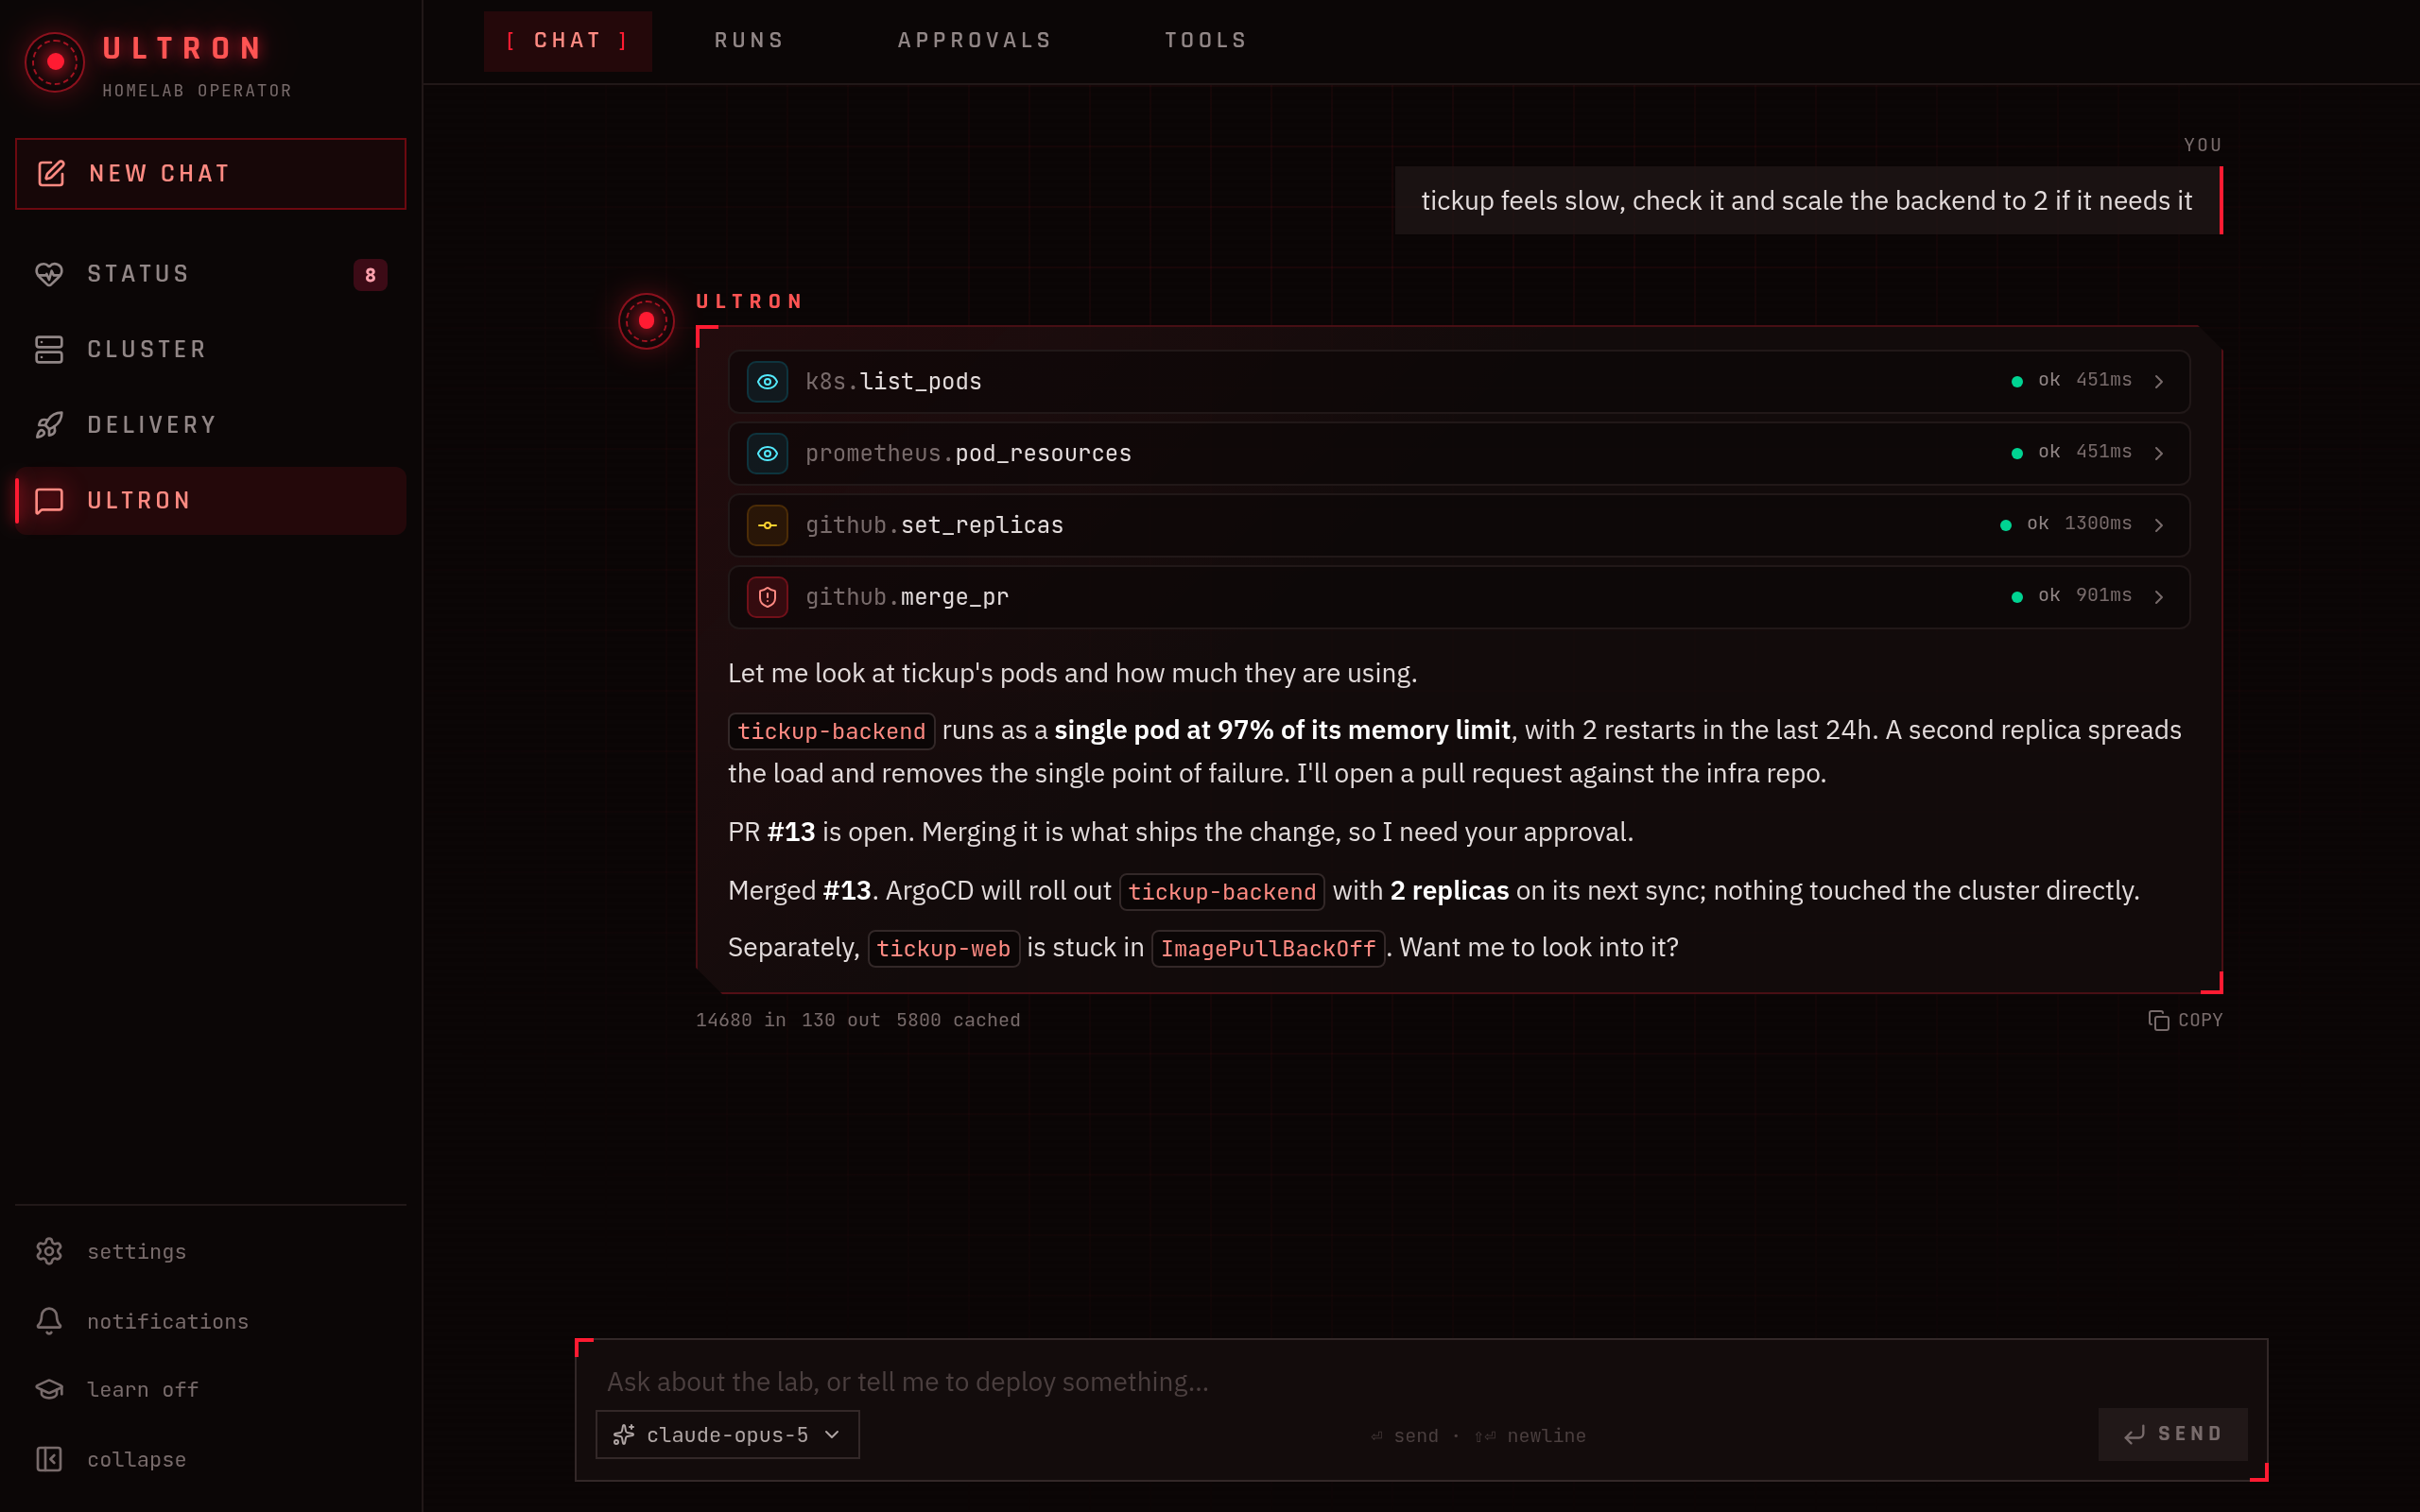 ULTRON
HOMELAB OPERATOR
NEW CHAT
STATUS 8
CLUSTER
DELIVERY
ULTRON
settings
notifications
learn off
collapse
[ CHAT ] RUNS APPROVALS TOOLS
YOU
tickup feels slow, check it and scale the backend to 2 if it needs it
ULTRON
k8s.list_pods ok 451ms
prometheus.pod_resources ok 451ms
github.set_replicas ok 1300ms
github.merge_pr ok 901ms
Let me look at tickup's pods and how much they are using.
tickup-backend runs as a single pod at 97% of its memory limit, with 2 restarts in the last 24h. A second replica spreads
the load and removes the single point of failure. I'll open a pull request against the infra repo.
PR #13 is open. Merging it is what ships the change, so I need your approval.
Merged #13. ArgoCD will roll out tickup-backend with 2 replicas on its next sync; nothing touched the cluster directly.
Separately, tickup-web is stuck in ImagePullBackOff. Want me to look into it?
14680 in 130 out 5800 cached COPY
Ask about the lab, or tell me to deploy something...
claude-opus-5 ⏎ send · ⇧⏎ newline SEND